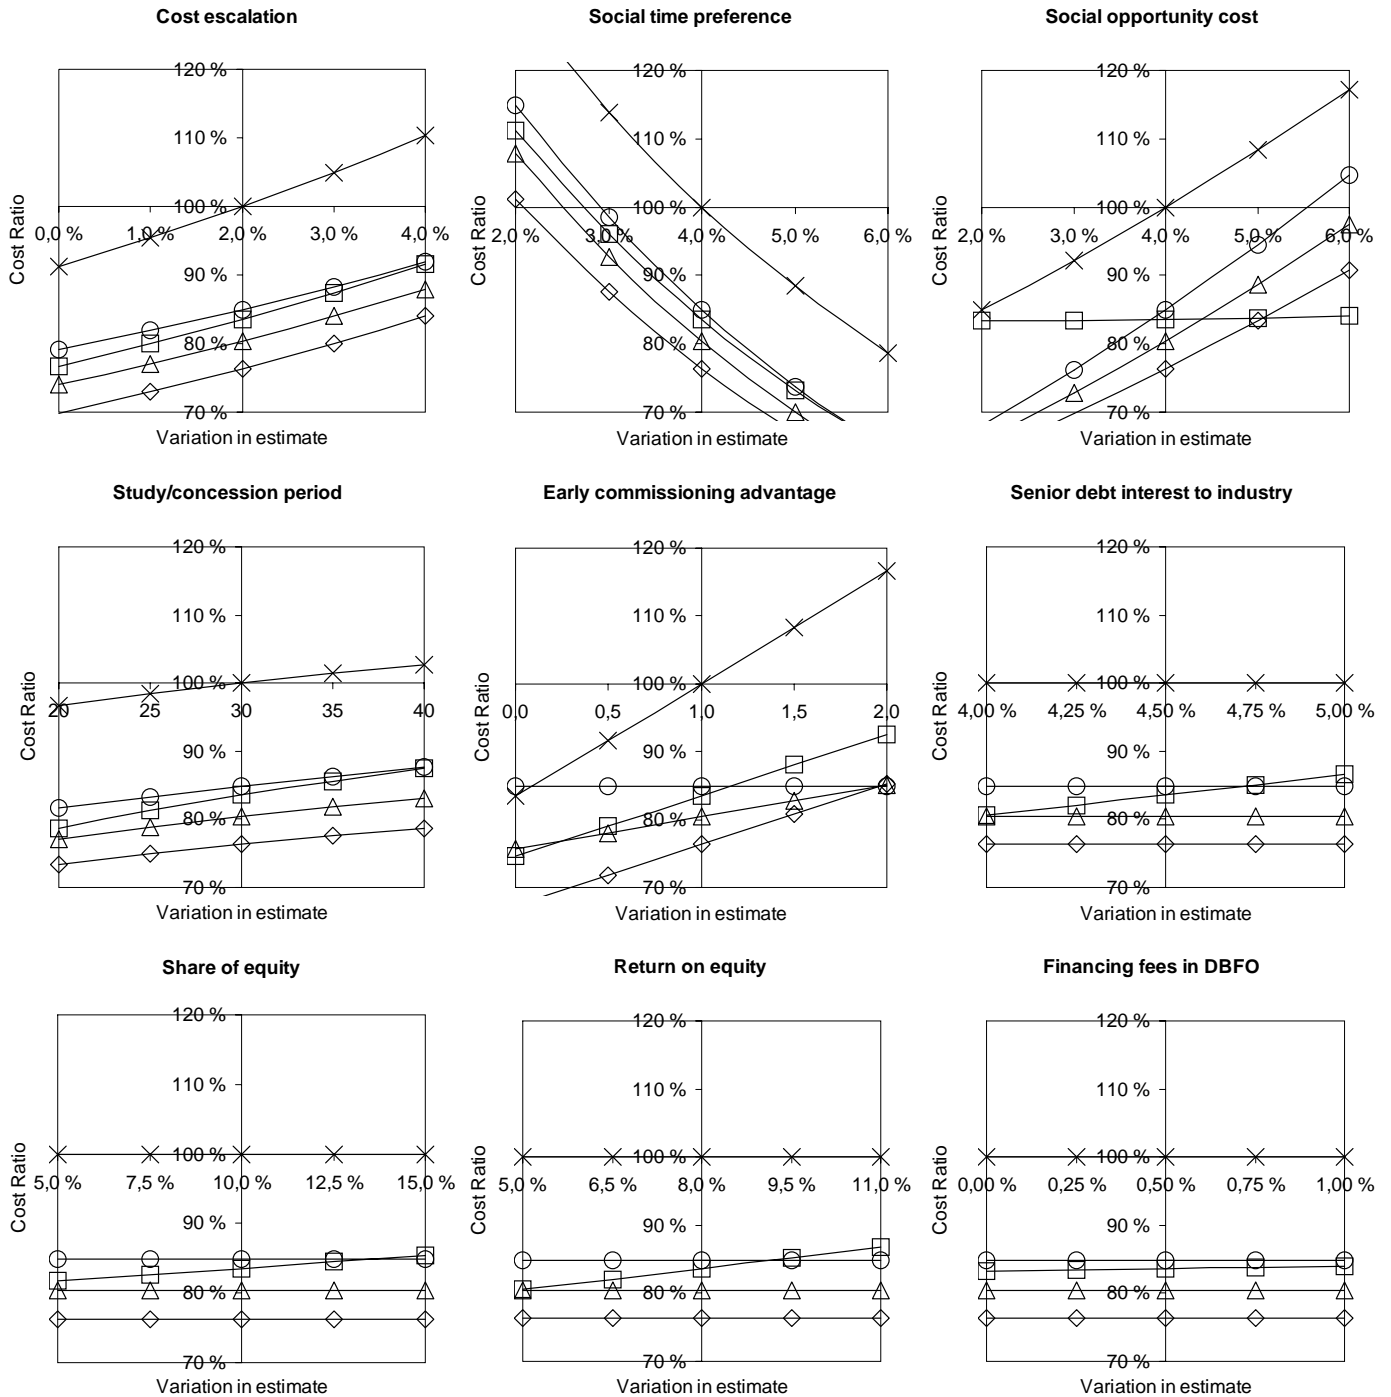 Cost escalation
120 %
110 %
100 %
0,0 % 1,0 % 2,0 % 3,0 % 4,0 %
90 %
80 %
70 %
Cost Ratio
Variation in estimate
Social time preference
120 %
110 %
100 %
2,0 % 3,0 % 4,0 % 5,0 % 6,0 %
90 %
80 %
70 %
Cost Ratio
Variation in estimate
Social opportunity cost
120 %
110 %
100 %
2,0 % 3,0 % 4,0 % 5,0 % 6,0 %
90 %
80 %
70 %
Cost Ratio
Variation in estimate
Study/concession period
120 %
110 %
100 %
20 25 30 35 40
90 %
80 %
70 %
Cost Ratio
Variation in estimate
Early commissioning advantage
120 %
110 %
100 %
0,0 0,5 1,0 1,5 2,0
90 %
80 %
70 %
Cost Ratio
Variation in estimate
Senior debt interest to industry
120 %
110 %
100 %
4,00 % 4,25 % 4,50 % 4,75 % 5,00 %
90 %
80 %
70 %
Cost Ratio
Variation in estimate
Share of equity
120 %
110 %
100 %
5,0 % 7,5 % 10,0 % 12,5 % 15,0 %
90 %
80 %
70 %
Cost Ratio
Variation in estimate
Return on equity
120 %
110 %
100 %
5,0 % 6,5 % 8,0 % 9,5 % 11,0 %
90 %
80 %
70 %
Cost Ratio
Variation in estimate
Financing fees in DBFO
120 %
110 %
100 %
0,00 % 0,25 % 0,50 % 0,75 % 1,00 %
90 %
80 %
70 %
Cost Ratio
Variation in estimate